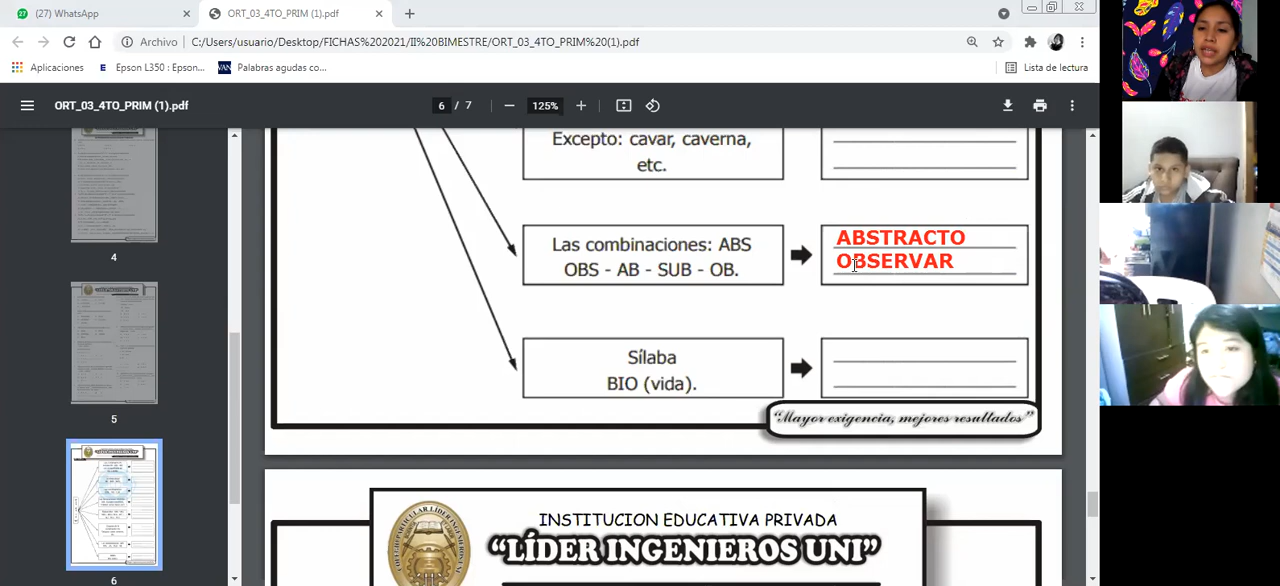 (27) WhatsApp
ORT_03_4TO_PRIM (1).pdf
Archivo
C:/Users/usuario/Desktop/FICHAS%202021/II%20BIMESTRE/ORT_03_4TO_PRIM%20(1).pdf
Aplicaciones
Epson L350 : Epson...
Palabras agudas co...
Lista de lectura
ORT_03_4TO_PRIM (1).pdf
6 / 7
125%
4
5
6
Excepto: cavar, caverna,
etc.
Las combinaciones: ABS
OBS - AB - SUB - OB.
ABSTRACTO
OBSERVAR
Sílaba
BIO (vida).
"Mayor exigencia, mejores resultados"
INSTITUCION EDUCATIVA PRIVADA
"LÍDER INGENIEROS UNI"